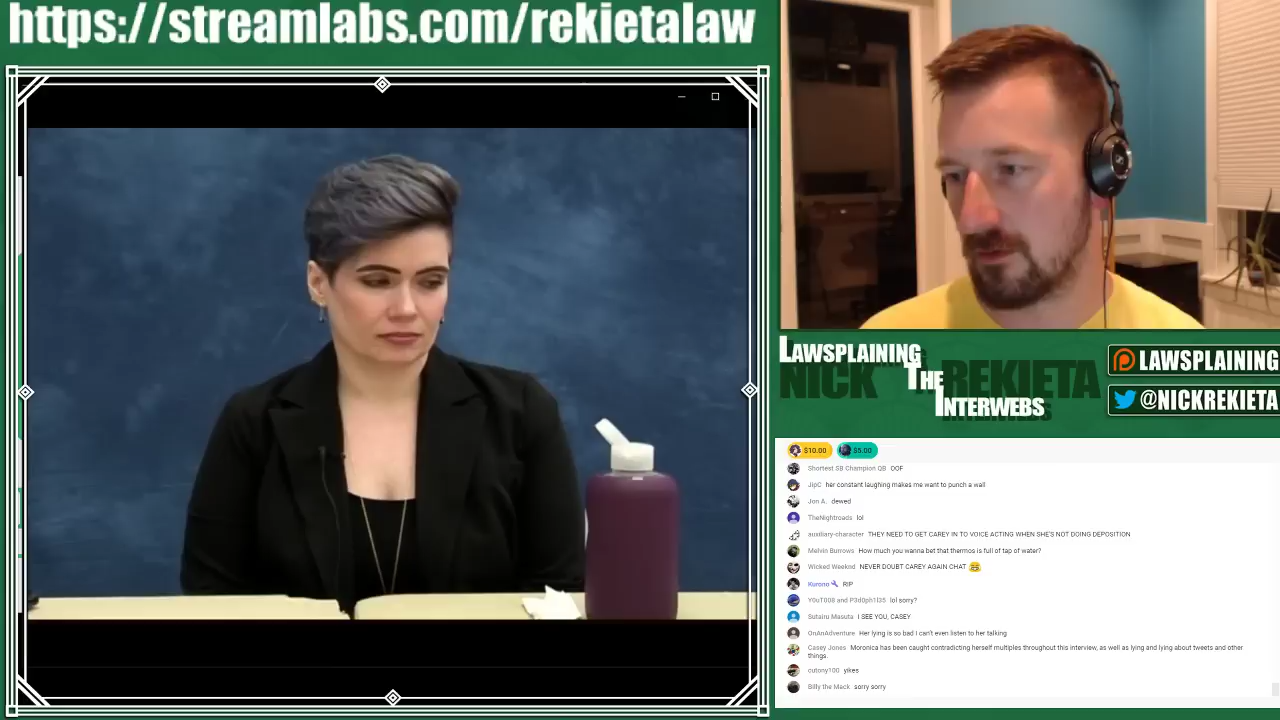 https://streamlabs.com/rekietalaw
LAWSPLAINING
THE
INTERWEBS
NICK REKIETA
LAWSPLAINING
@NICKREKIETA
$10.00 $5.00
Shortest SB Champion QB OOF
JipC her constant laughing makes me want to punch a wall
Jon A. dewed
TheNightroads lol
auxiliary-character THEY NEED TO GET CAREY IN TO VOICE ACTING WHEN SHE'S NOT DOING DEPOSITION
Melvin Burrows How much you wanna bet that thermos is full of tap of water?
Wicked Weeknd NEVER DOUBT CAREY AGAIN CHAT
Kurono RIP
Y0uT00B and P3d0ph1l35 lol sorry?
Sutairu Masuta I SEE YOU, CASEY
OnAnAdventure Her lying is so bad I can't even listen to her talking
Casey Jones Moronica has been caught contradicting herself multiples throughout this interview, as well as lying and lying about tweets and other
things.
cutony100 yikes
Billy the Mack sorry sorry